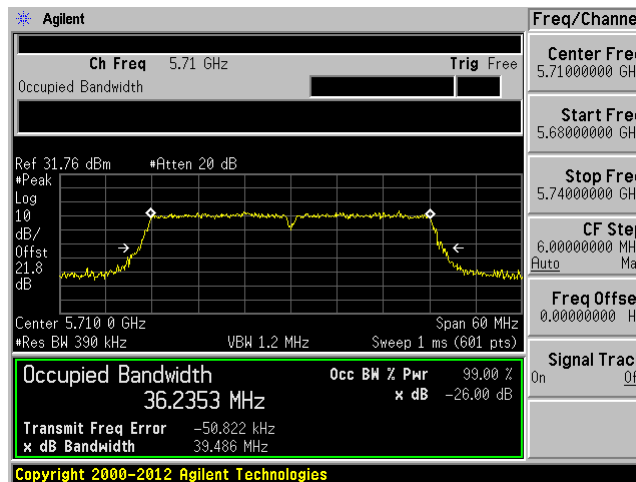 Agilent
Freq/Channe
Ch Freq 5.71 GHz Trig Free
Occupied Bandwidth
Center Fre
5.71000000 GH
Start Fre
5.68000000 GH
Stop Fre
5.74000000 GH
CF Ste
6.00000000 MH
Auto Ma
Freq Offse
0.00000000 H
Signal Trac
On Of
Ref 31.76 dBm #Atten 20 dB
#Peak
Log
10
dB/
Offst
21.8
dB
Center 5.710 0 GHz Span 60 MHz
#Res BW 390 kHz VBW 1.2 MHz Sweep 1 ms (601 pts)
Occupied Bandwidth Occ BW % Pwr 99.00 %
36.2353 MHz x dB -26.00 dB
Transmit Freq Error -50.822 kHz
x dB Bandwidth 39.486 MHz
Copyright 2000-2012 Agilent Technologies